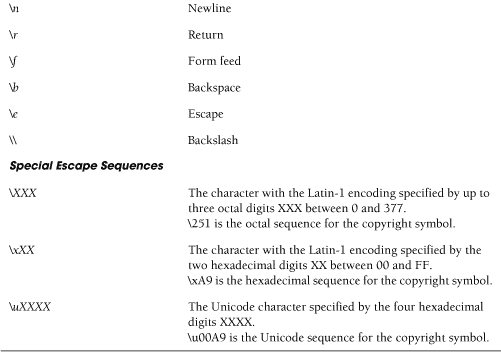 \n Newline
\r Return
\f Form feed
\b Backspace
\e Escape
\\ Backslash
Special Escape Sequences
\XXX The character with the Latin-1 encoding specified by up to
three octal digits XXX between 0 and 377.
\251 is the octal sequence for the copyright symbol.
\xXX The character with the Latin-1 encoding specified by the
two hexadecimal digits XX between 00 and FF.
\xA9 is the hexadecimal sequence for the copyright symbol.
\uXXXX The Unicode character specified by the four hexadecimal
digits XXXX.
\u00A9 is the Unicode sequence for the copyright symbol.